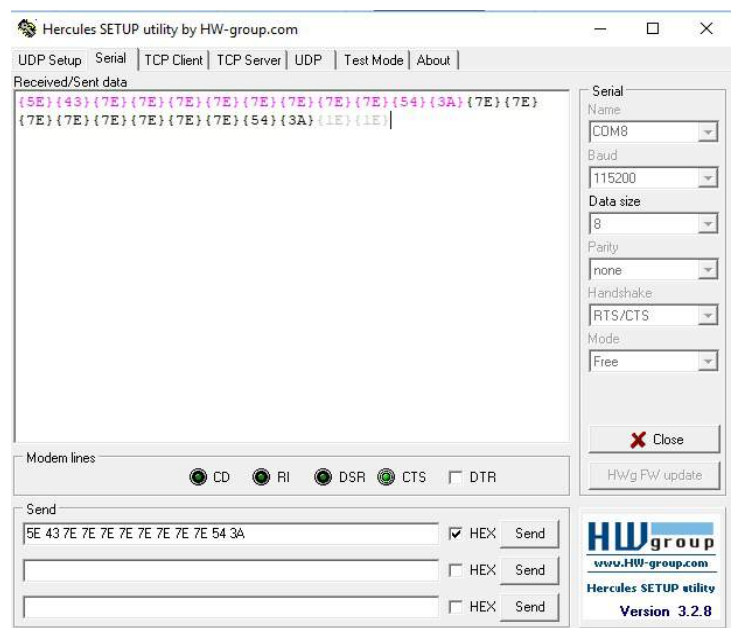 Hercules SETUP utility by HW-group.com
UDP Setup Serial TCP Client TCP Server UDP Test Mode About
Received/Sent data
{5E}{43}{7E}{7E}{7E}{7E}{7E}{7E}{7E}{7E}{54}{3A}{7E}{7E}
{7E}{7E}{7E}{7E}{7E}{7E}{54}{3A}{1E}{1E}
Serial
Name
COM8
Baud
115200
Data size
8
Parity
none
Handshake
RTS/CTS
Mode
Free
Close
HWg FW update
Modem lines
CD RI DSR CTS DTR
Send
5E 43 7E 7E 7E 7E 7E 7E 7E 7E 54 3A HEX Send
HEX Send
HEX Send
HWgroup
www.HW-group.com
Hercules SETUP utility
Version 3.2.8